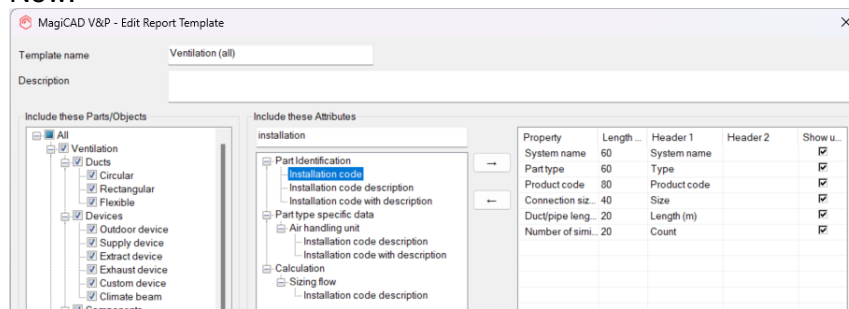 MagiCAD V&P - Edit Report Template
Template name Ventilation (all)
Description
Include these Parts/Objects
All
Ventilation
Ducts
Circular
Rectangular
Flexible
Devices
Outdoor device
Supply device
Extract device
Exhaust device
Custom device
Climate beam
Include these Attributes
installation
Part Identification
Installation code
Installation code description
Installation code with description
Part type specific data
Air handling unit
Installation code description
Installation code with description
Calculation
Sizing flow
Installation code description
→
←
Property Length ... Header 1 Header 2 Show u...
System name 60 System name
Part type 60 Type
Product code 80 Product code
Connection siz... 40 Size
Duct/pipe leng... 20 Length (m)
Number of simi... 20 Count